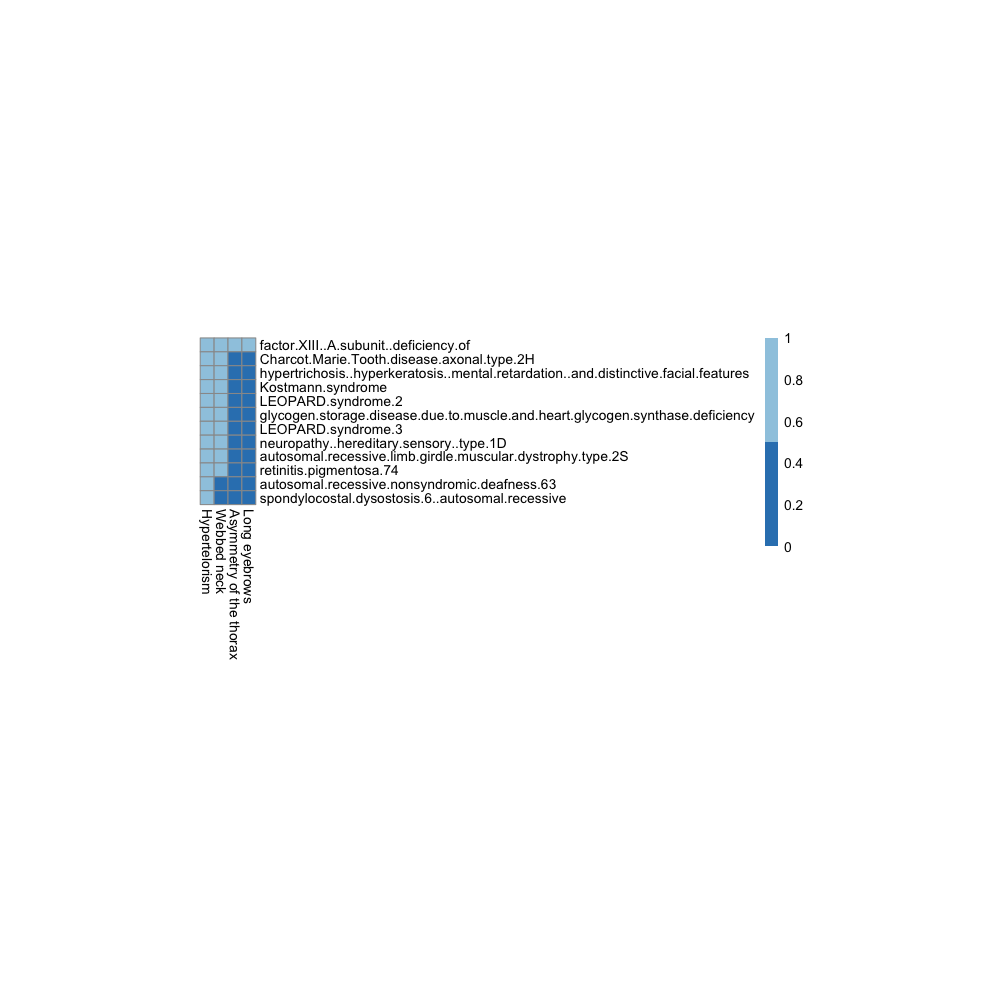 factor.XIII..A.subunit..deficiency.of
Charcot.Marie.Tooth.disease.axonal.type.2H
hypertrichosis..hyperkeratosis..mental.retardation..and.distinctive.facial.features
Kostmann.syndrome
LEOPARD.syndrome.2
glycogen.storage.disease.due.to.muscle.and.heart.glycogen.synthase.deficiency
LEOPARD.syndrome.3
neuropathy..hereditary.sensory..type.1D
autosomal.recessive.limb.girdle.muscular.dystrophy.type.2S
retinitis.pigmentosa.74
autosomal.recessive.nonsyndromic.deafness.63
spondylocostal.dysostosis.6..autosomal.recessive
Hypertelorism
Webbed neck
Asymmetry of the thorax
Long eyebrows
1
0.8
0.6
0.4
0.2
0